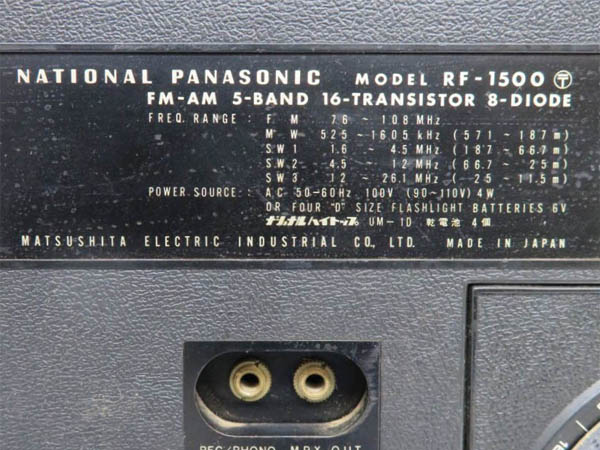 NATIONAL PANASONIC MODEL RF-1500 〒
FM-AM 5-BAND 16-TRANSISTOR 8-DIODE
FREQ. RANGE : F M 76 - 108 MHz
M W 525 ~ 1605 kHz ( 571 ~ 187 m)
S W 1 1.6 ~ 4.5 MHz ( 187 ~ 66.7 m)
S W 2 4.5 ~ 12 MHz ( 66.7 ~ 25 m)
S W 3 12 ~ 26.1 MHz ( 25 ~ 11.5 m)
POWER SOURCE : AC 50-60Hz 100V (90~110V) 4W
OR FOUR "D" SIZE FLASHLIGHT BATTERIES 6V
ナショナルハイトップ UM-1D 乾電池 4個
MATSUSHITA ELECTRIC INDUSTRIAL CO., LTD. MADE IN JAPAN
REC/PHONO MPX OUT